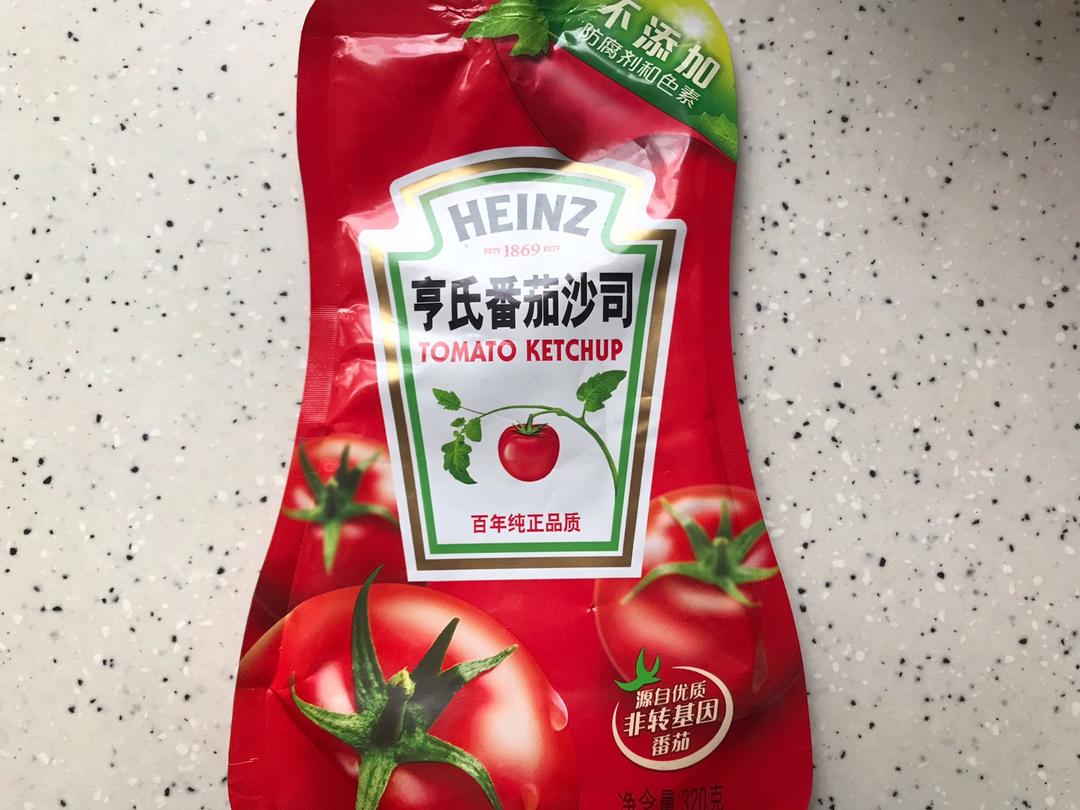 不添加
防腐剂和色素
HEINZ
ESTD 1869 ESTD
亨氏番茄沙司
TOMATO KETCHUP
百年纯正品质
源自优质
非转基因
番茄
净含量:320克